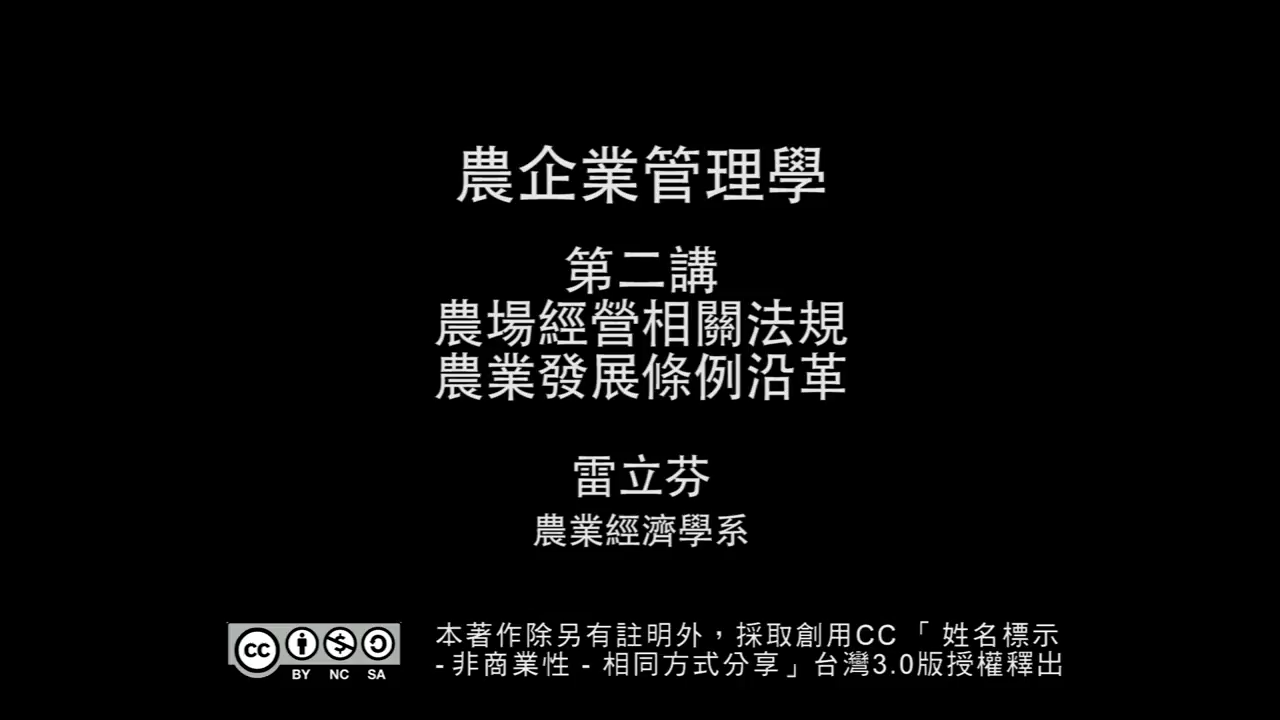 農企業管理學
第二講
農場經營相關法規
農業發展條例沿革
雷立芬
農業經濟學系
本著作除另有註明外，採取創用CC「 姓名標示
- 非商業性 - 相同方式分享」台灣3.0版授權釋出
cc
BY NC SA